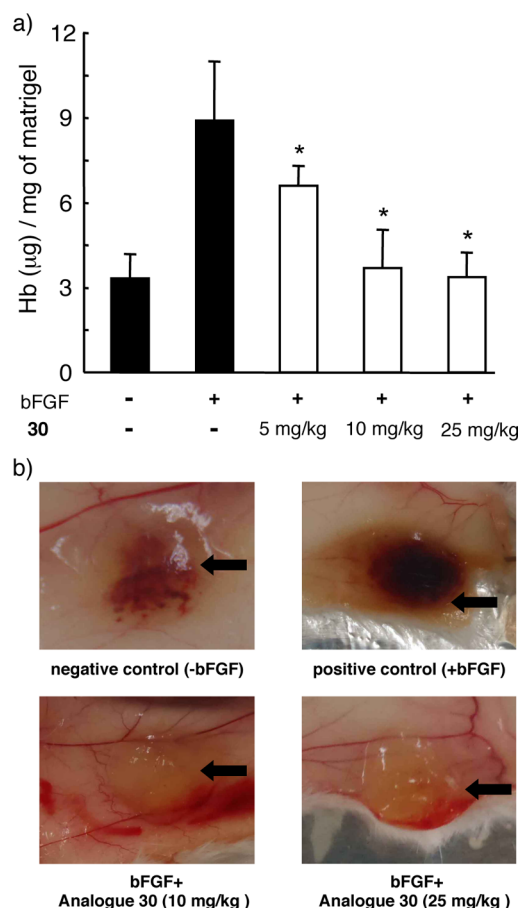 a)
12
9
6
3
0
Hb (µg) / mg of matrigel
* * *
bFGF - + + + +
30 - - 5 mg/kg 10 mg/kg 25 mg/kg
b)
negative control (-bFGF) positive control (+bFGF)
bFGF+ bFGF+
Analogue 30 (10 mg/kg ) Analogue 30 (25 mg/kg )